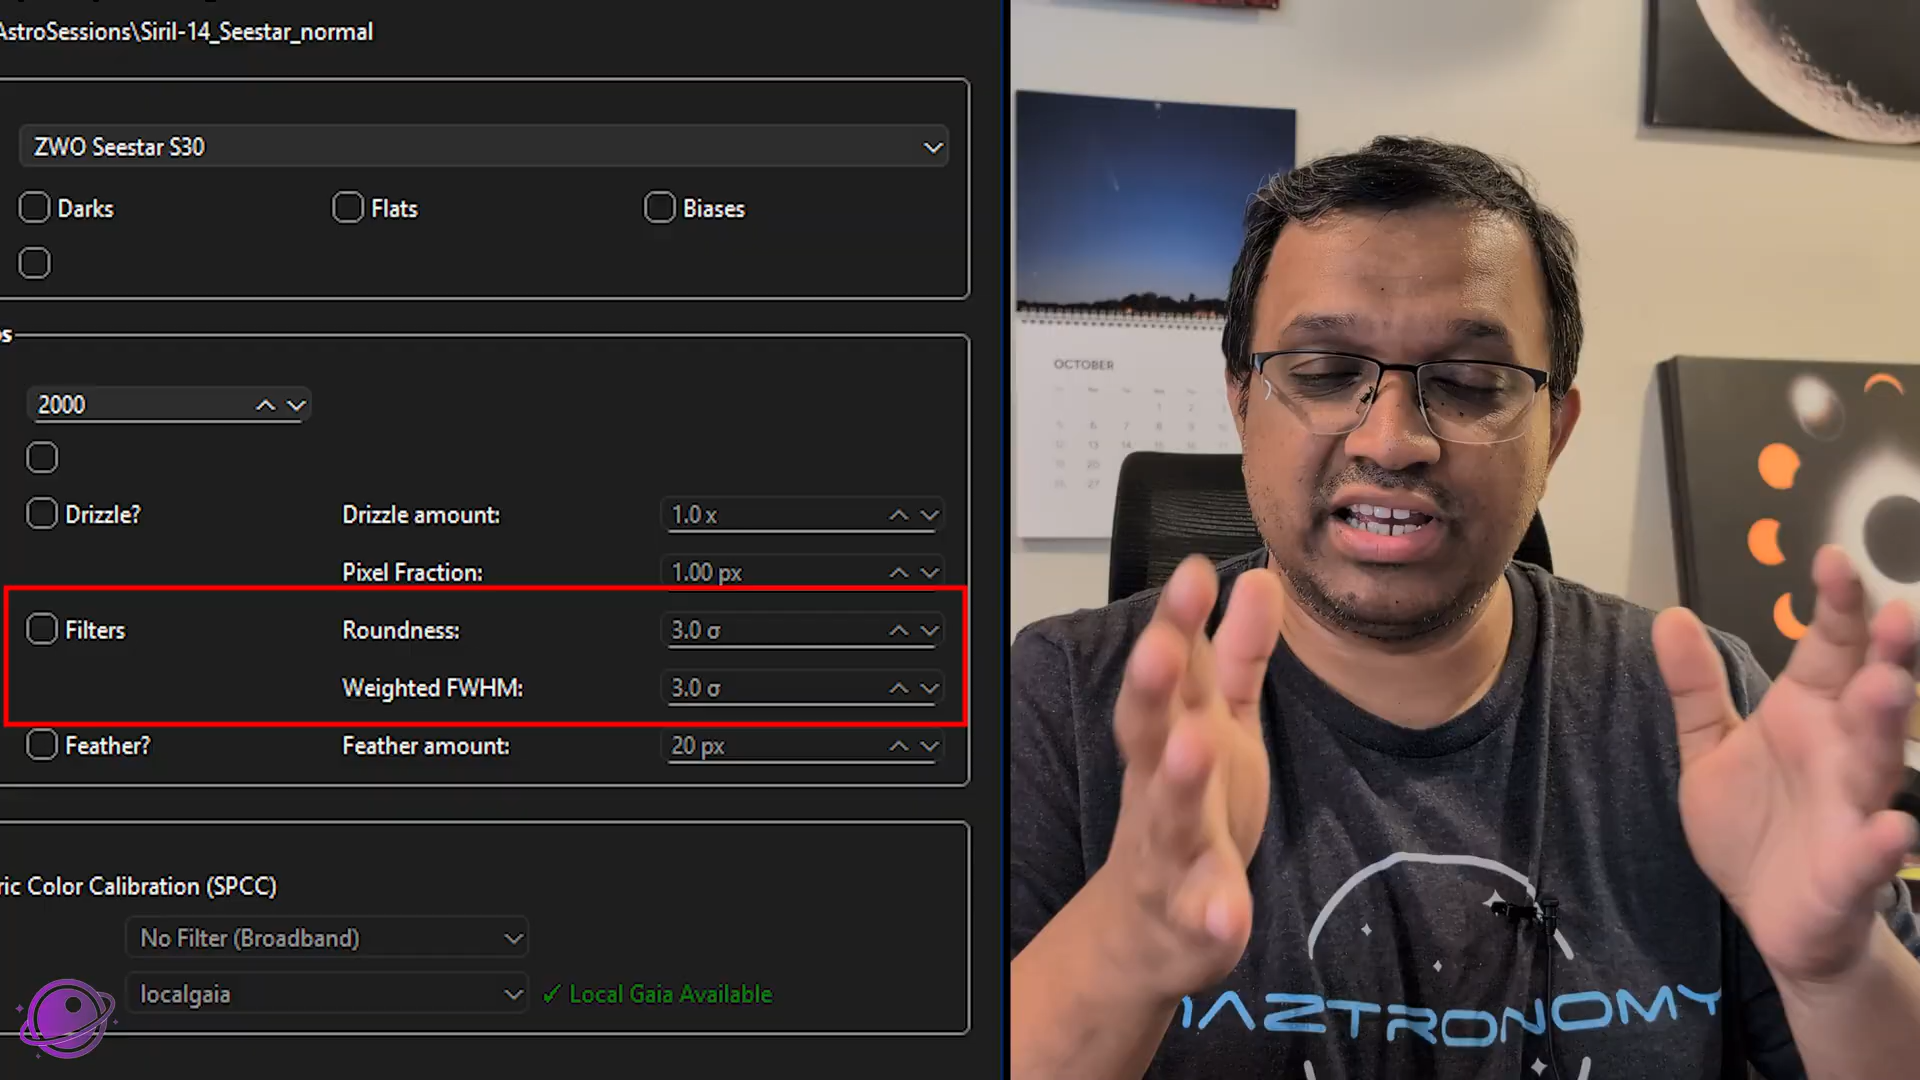 AstroSessions\Siril-14_Seestar_normal
ZWO Seestar S30
Darks
Flats
Biases
2000
Drizzle?
Drizzle amount:
1.0 x
Pixel Fraction:
1.00 px
Filters
Roundness:
3.0 σ
Weighted FWHM:
3.0 σ
Feather?
Feather amount:
20 px
ric Color Calibration (SPCC)
No Filter (Broadband)
localgaia
✓ Local Gaia Available
OCTOBER
IAZTRONOMY